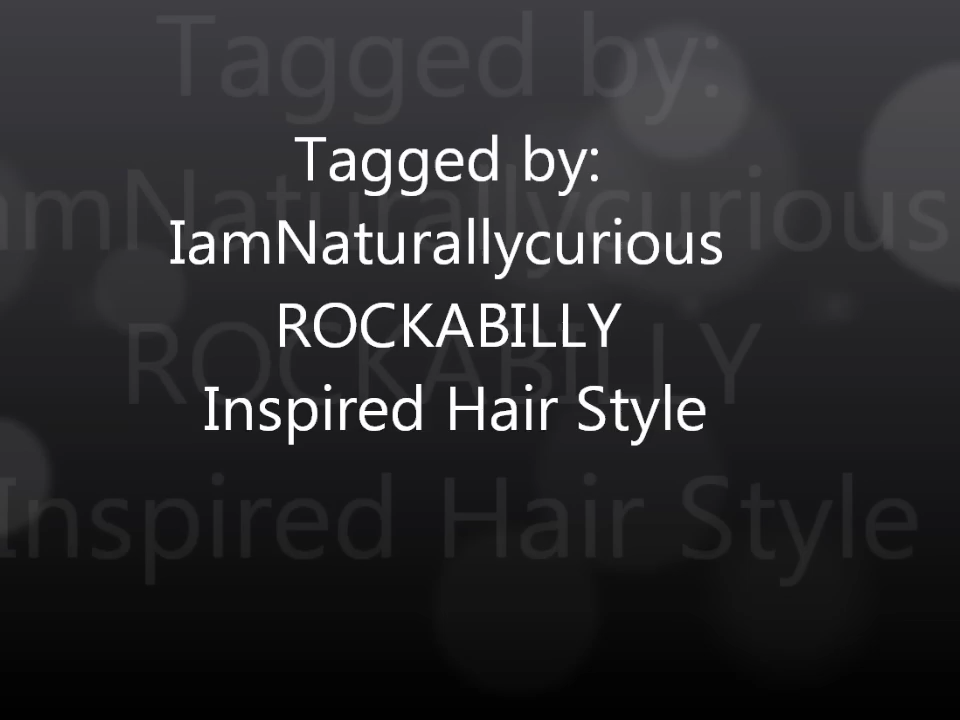 Tagged by:
IamNaturallycurious
ROCKABILLY
Inspired Hair Style